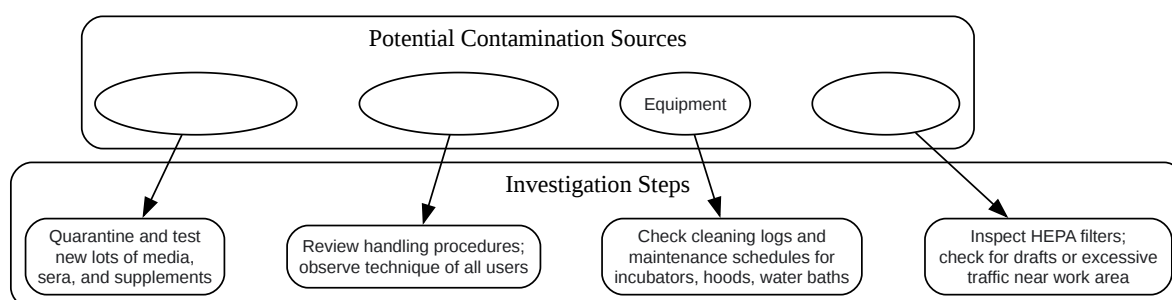 Potential Contamination Sources
Equipment
Investigation Steps
Quarantine and test
new lots of media,
sera, and supplements
Review handling procedures;
observe technique of all users
Check cleaning logs and
maintenance schedules for
incubators, hoods, water baths
Inspect HEPA filters;
check for drafts or excessive
traffic near work area